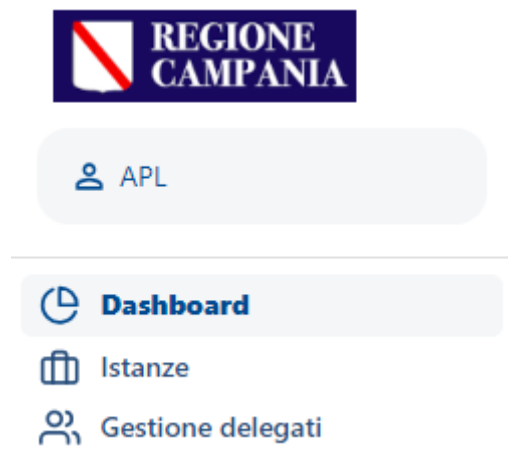 REGIONE
CAMPANIA
APL
Dashboard
Istanze
Gestione delegati